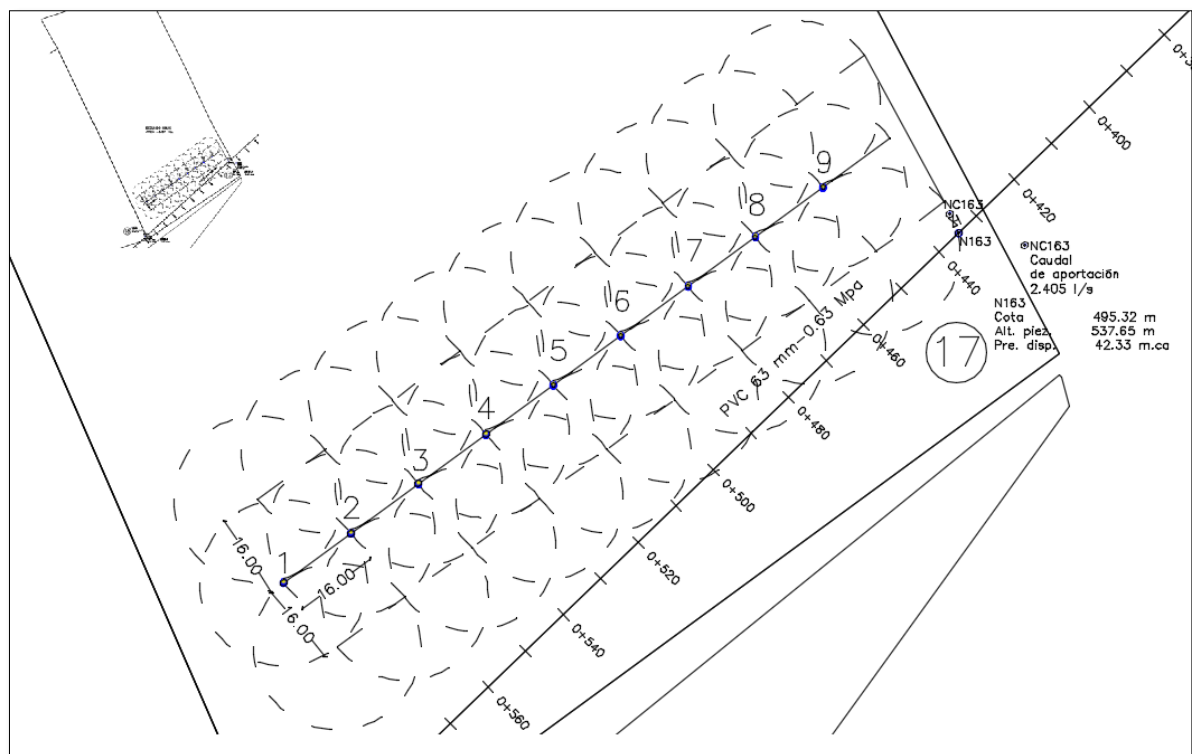 0+400
0+420
9
NC163
N163
8
NC163
Caudal
de aportación
2.405 l/s
0+440
7
N163
Cota 495.32 m
Alt. piez. 537.65 m
Pre. disp. 42.33 m.ca
6
PVC 63 mm-0.63 Mpa
0+460
17
5
0+480
4
0+500
3
2
0+520
1
16.00
16.00
16.00
0+540
0+560